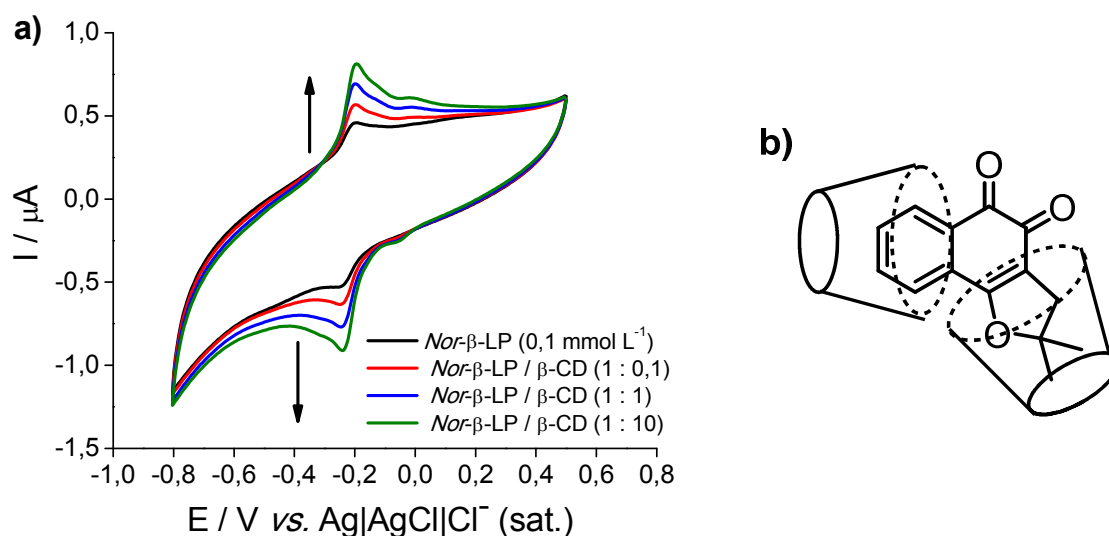 a)
1,0
0,5
0,0
-0,5
-1,0
-1,5
I / μA
Nor-β-LP (0,1 mmol L⁻¹)
Nor-β-LP / β-CD (1 : 0,1)
Nor-β-LP / β-CD (1 : 1)
Nor-β-LP / β-CD (1 : 10)
-1,0 -0,8 -0,6 -0,4 -0,2 0,0 0,2 0,4 0,6 0,8
E / V vs. Ag|AgCl|Cl⁻ (sat.)
b)
O
O
O